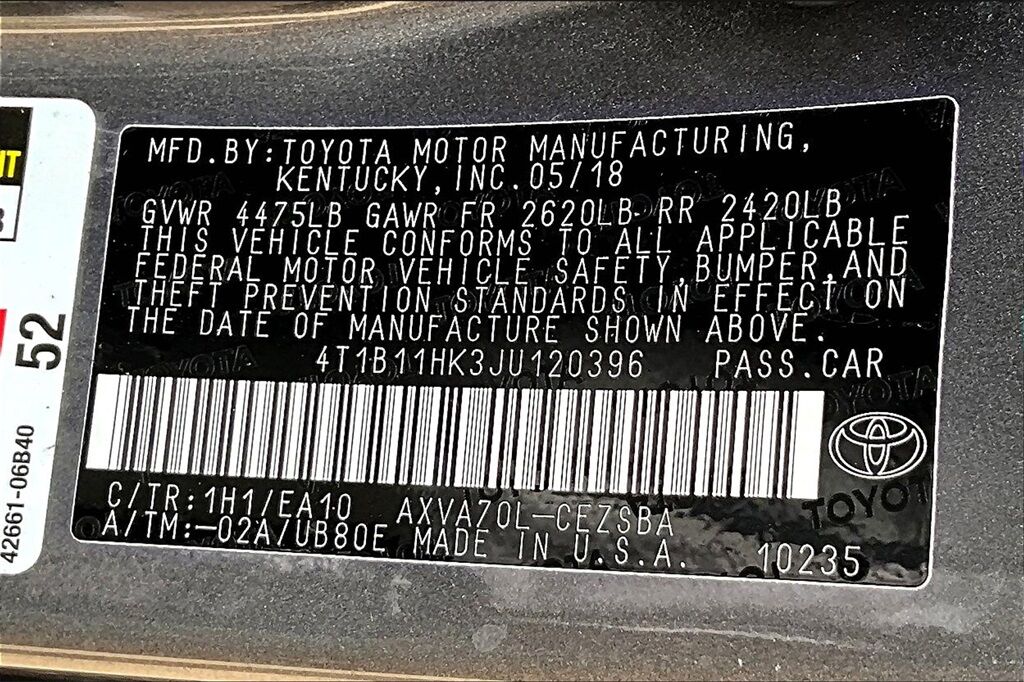 MFD.BY:TOYOTA MOTOR MANUFACTURING,
KENTUCKY,INC.05/18
GVWR 4475LB GAWR FR 2620LB RR 2420LB
THIS VEHICLE CONFORMS TO ALL APPLICABLE
FEDERAL MOTOR VEHICLE SAFETY,BUMPER,AND
THEFT PREVENTION STANDARDS IN EFFECT ON
THE DATE OF MANUFACTURE SHOWN ABOVE.
4T1B11HK3JU120396 PASS.CAR
C/TR:1H1/EA10 AXVA70L-CEZSBA
A/TM:-02A/UB80E MADE IN U.S.A. 10235
TOYOTA
52
42661-06B40